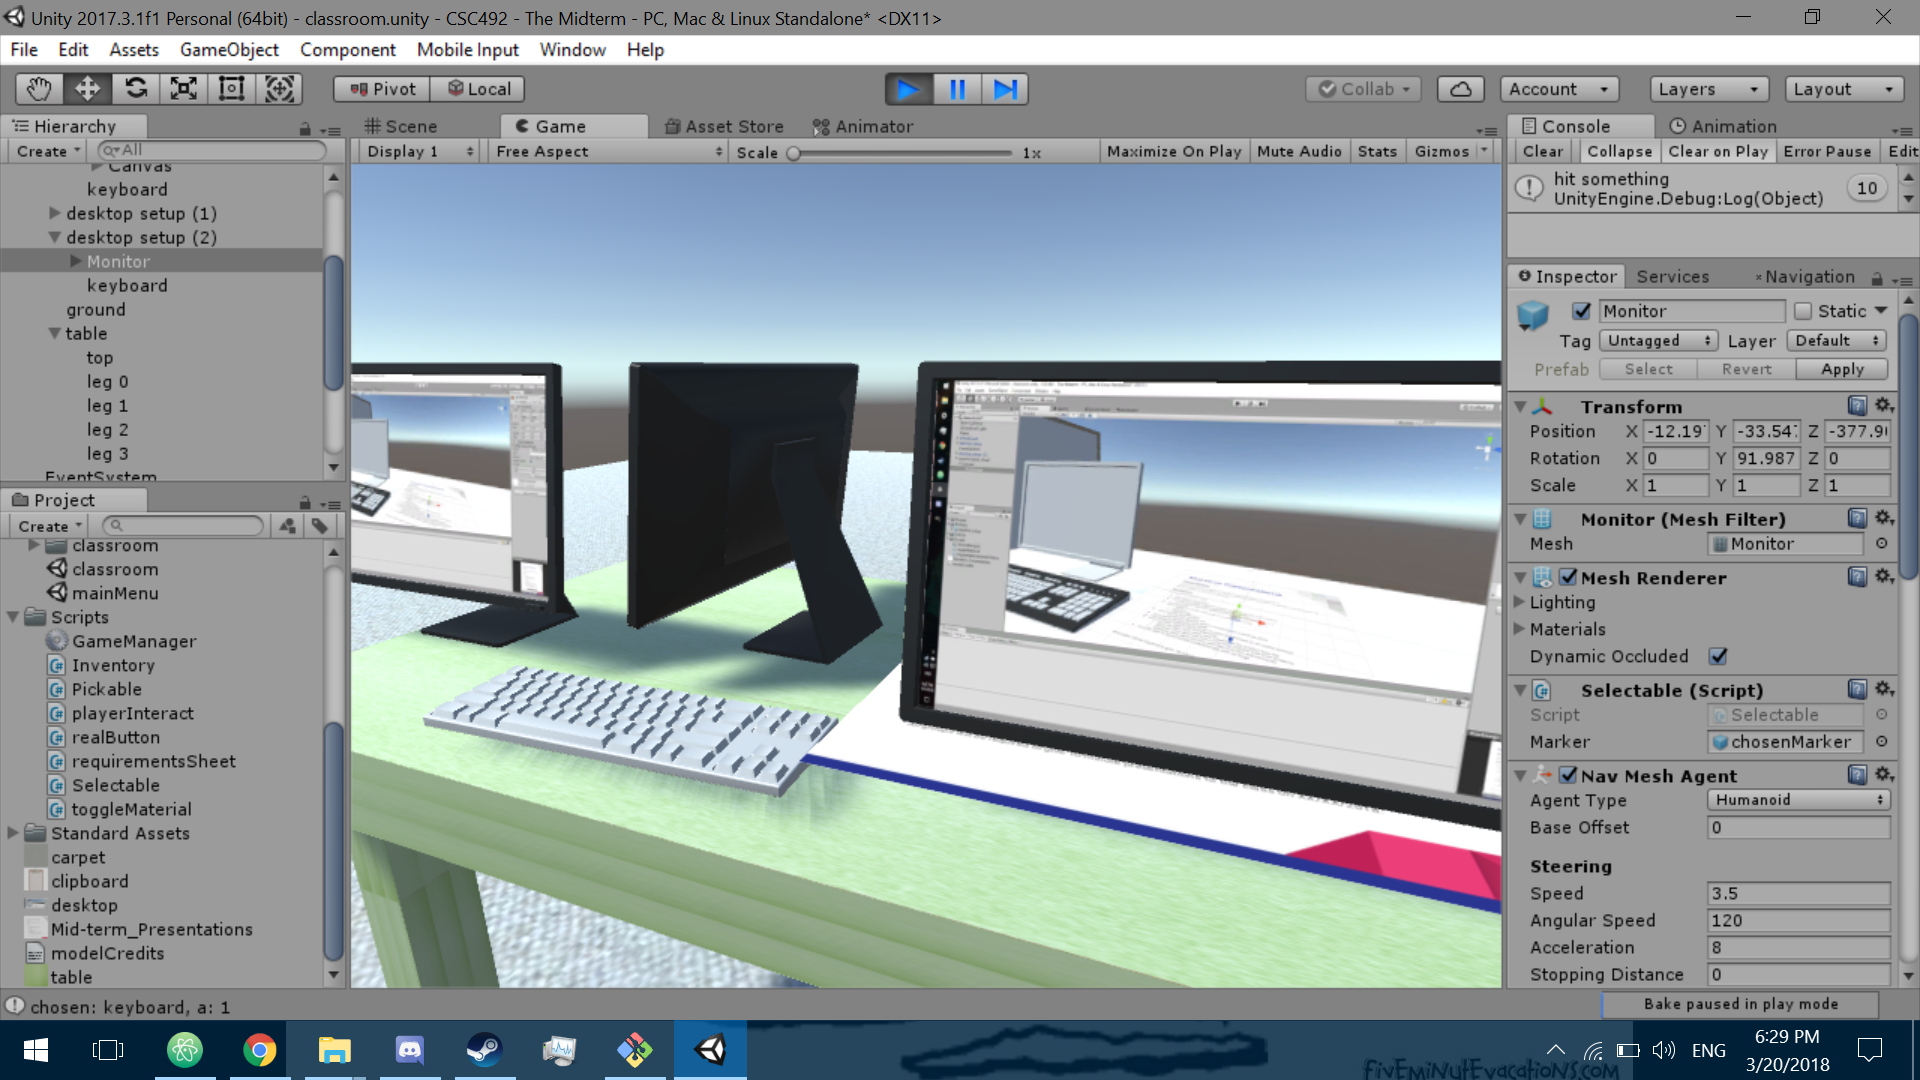 Unity 2017.3.1f1 Personal (64bit) - classroom.unity - CSC492 - The Midterm - PC, Mac & Linux Standalone* <DX11>
File Edit Assets GameObject Component Mobile Input Window Help
Pivot Local Collab Account Layers Layout
Hierarchy
Create All
Canvas
keyboard
desktop setup (1)
desktop setup (2)
Monitor
keyboard
ground
table
top
leg 0
leg 1
leg 2
leg 3
EventSystem
Project
Create
classroom
classroom
mainMenu
Scripts
GameManager
Inventory
Pickable
playerInteract
realButton
requirementsSheet
Selectable
toggleMaterial
Standard Assets
carpet
clipboard
desktop
Mid-term_Presentations
modelCredits
table
Scene Game Asset Store Animator
Display 1 Free Aspect Scale 1x Maximize On Play Mute Audio Stats Gizmos
Console Animation
Clear Collapse Clear on Play Error Pause Edit
hit something
UnityEngine.Debug:Log(Object)
10
Inspector Services Navigation
Monitor Static
Tag Untagged Layer Default
Prefab Select Revert Apply
Transform
Position X -12.19 Y -33.54 Z -377.9
Rotation X 0 Y 91.987 Z 0
Scale X 1 Y 1 Z 1
Monitor (Mesh Filter)
Mesh Monitor
Mesh Renderer
Lighting
Materials
Dynamic Occluded
Selectable (Script)
Script Selectable
Marker chosenMarker
Nav Mesh Agent
Agent Type Humanoid
Base Offset 0
Steering
Speed 3.5
Angular Speed 120
Acceleration 8
Stopping Distance 0
chosen: keyboard, a: 1
Bake paused in play mode
fivEmiNutEvacatioNS.com
ENG
6:29 PM
3/20/2018